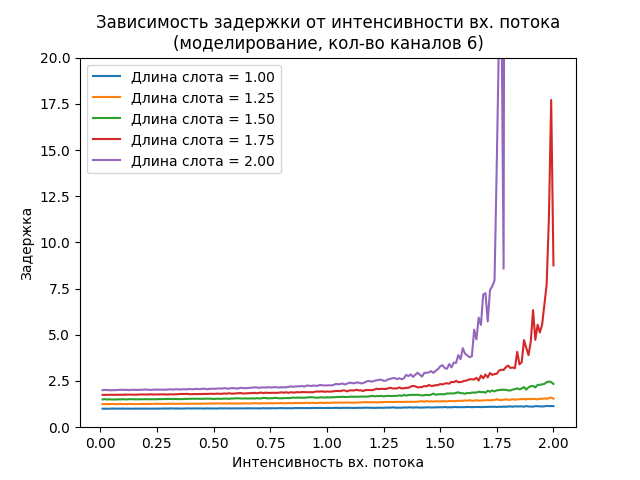 Зависимость задержки от интенсивности вх. потока
(моделирование, кол-во каналов 6)
20.0
17.5
15.0
12.5
10.0
7.5
5.0
2.5
0.0
Задержка
Длина слота = 1.00
Длина слота = 1.25
Длина слота = 1.50
Длина слота = 1.75
Длина слота = 2.00
0.00 0.25 0.50 0.75 1.00 1.25 1.50 1.75 2.00
Интенсивность вх. потока